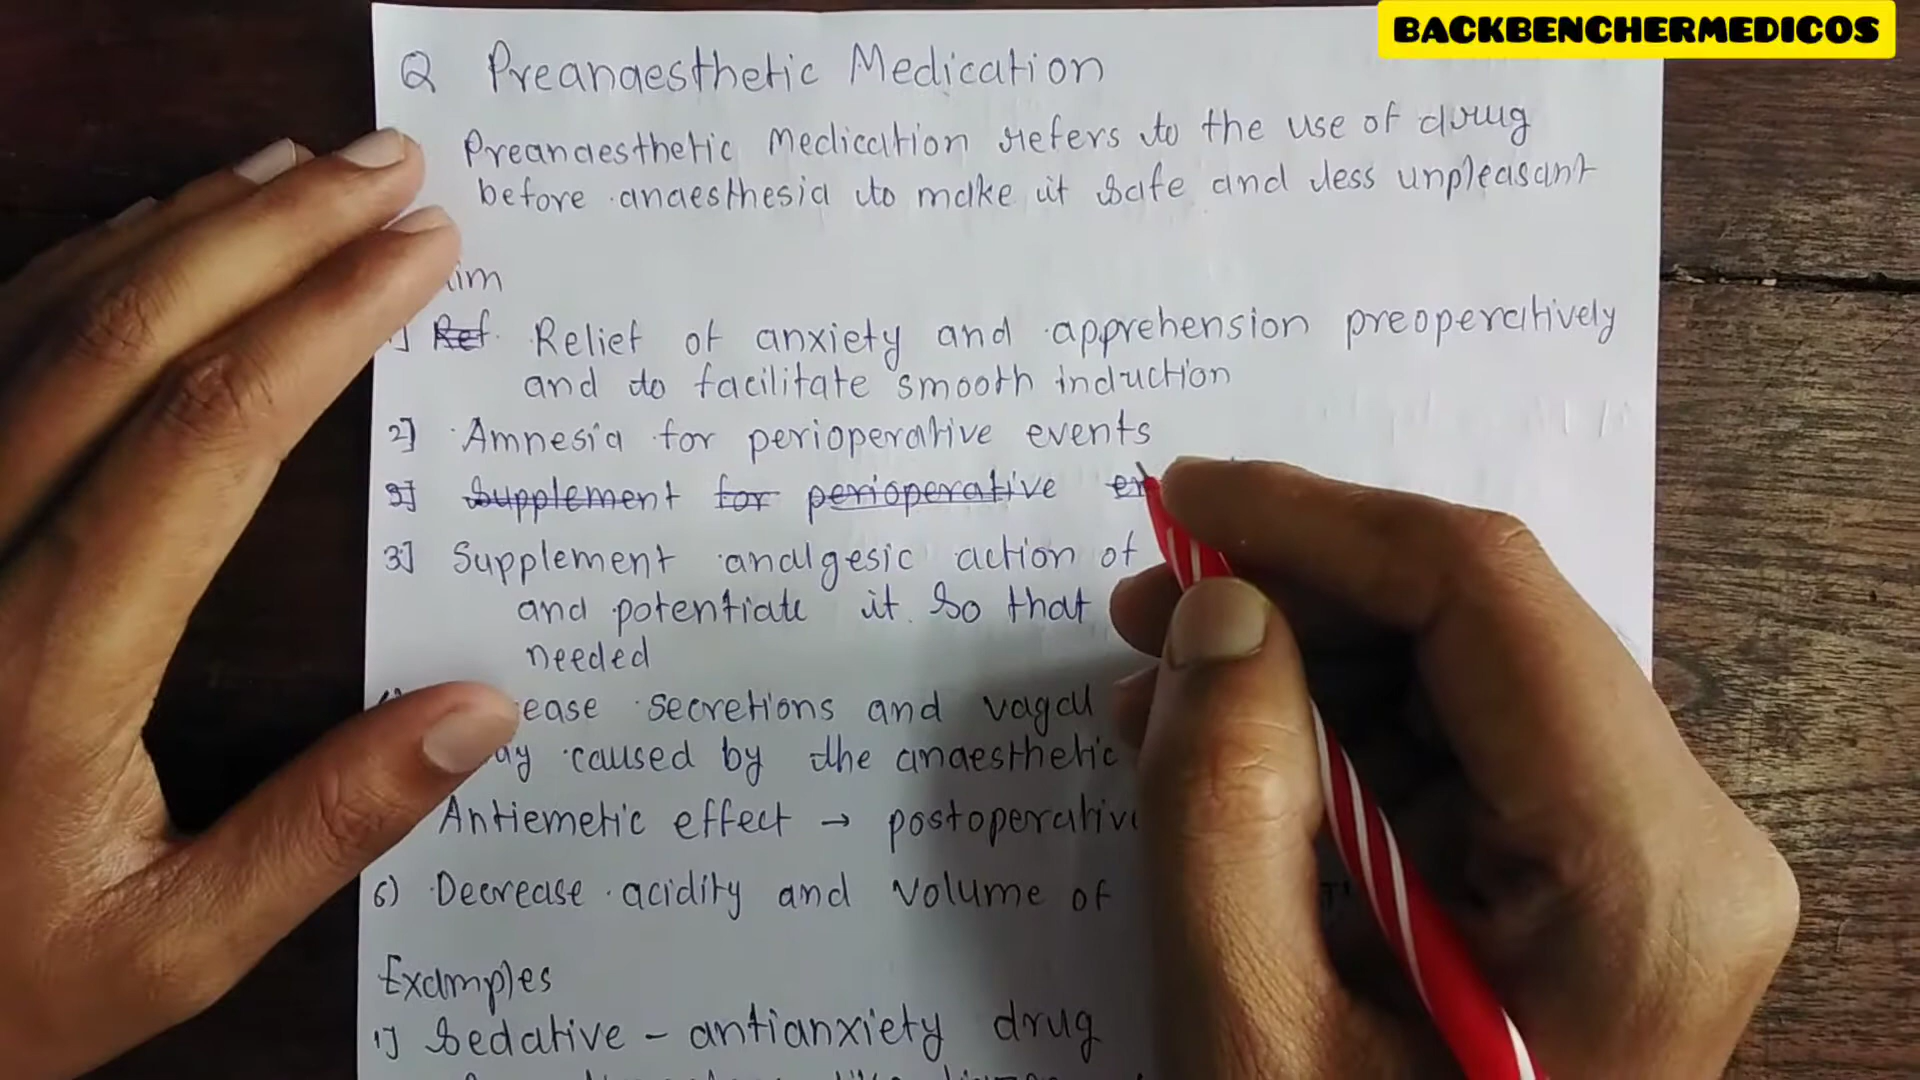 BACKBENCHERMEDICOS
Q Preanaesthetic Medication
Preanaesthetic Medication refers to the use of drug
before anaesthesia to make it safe and less unpleasant
im
1] Ref Relief of anxiety and apprehension preoperatively
and to facilitate smooth induction
2] Amnesia for perioperative events
3] Supplement for perioperative
3] Supplement analgesic action of
and potentiate it so that
needed
ease secretions and vagal
caused by the anaesthetic
Antiemetic effect → postoperativ
6) Decrease acidity and volume of
Examples
1] Sedative - antianxiety drug